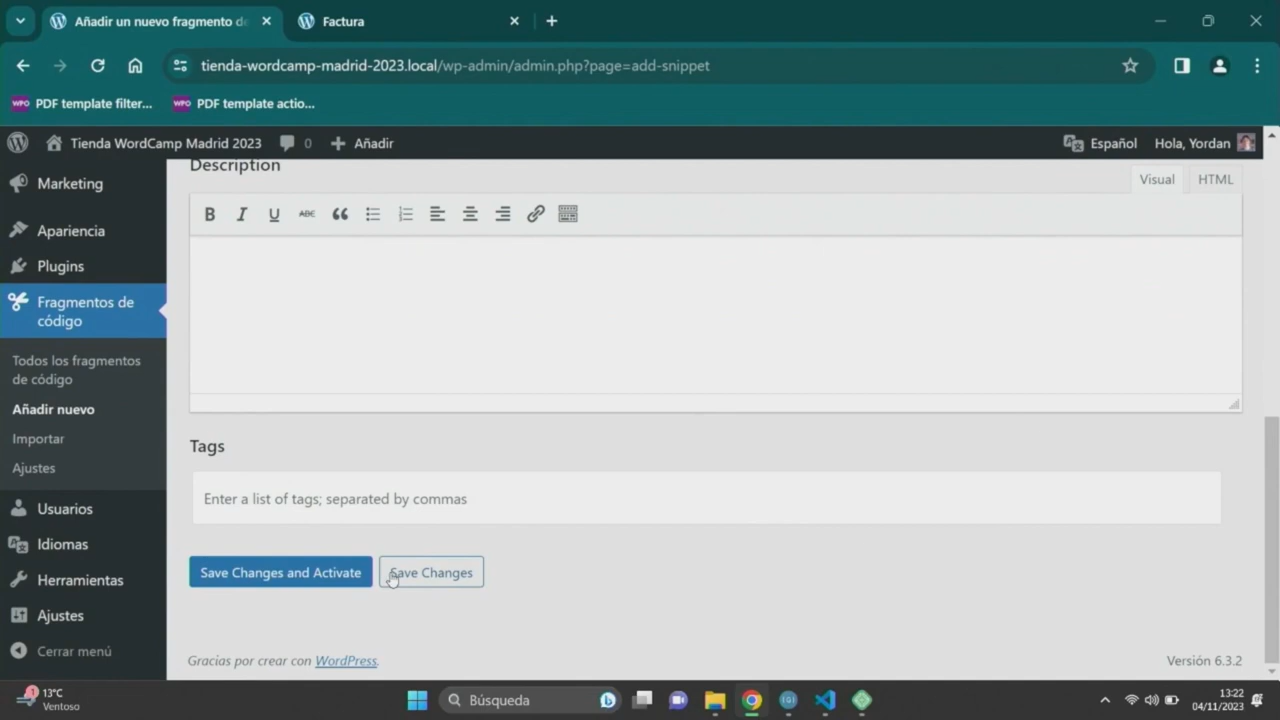 Añadir un nuevo fragmento de
Factura
tienda-wordcamp-madrid-2023.local/wp-admin/admin.php?page=add-snippet
WPO PDF template filter...
WPO PDF template actio...
Tienda WordCamp Madrid 2023
0
Añadir
Español
Hola, Yordan
Marketing
Apariencia
Plugins
Fragmentos de
código
Todos los fragmentos
de código
Añadir nuevo
Importar
Ajustes
Usuarios
Idiomas
Herramientas
Ajustes
Cerrar menú
Description
Visual
HTML
B I U ABC
Tags
Enter a list of tags; separated by commas
Save Changes and Activate
Save Changes
Gracias por crear con WordPress.
Versión 6.3.2
1
13°C
Ventoso
Búsqueda
13:22
04/11/2023